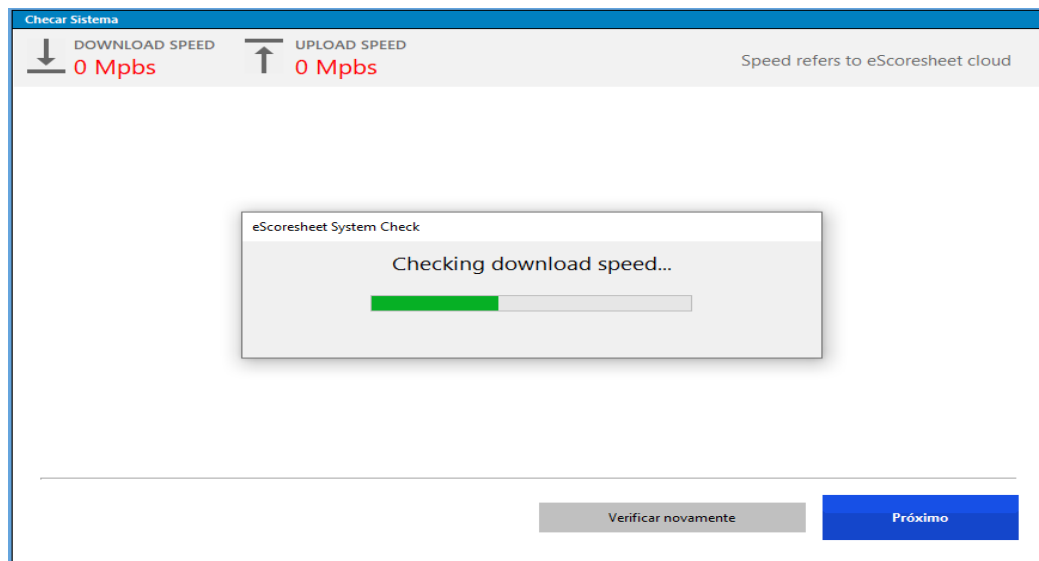 Checar Sistema
DOWNLOAD SPEED
0 Mpbs
UPLOAD SPEED
0 Mpbs
Speed refers to eScoresheet cloud
eScoresheet System Check
Checking download speed...
Verificar novamente
Próximo